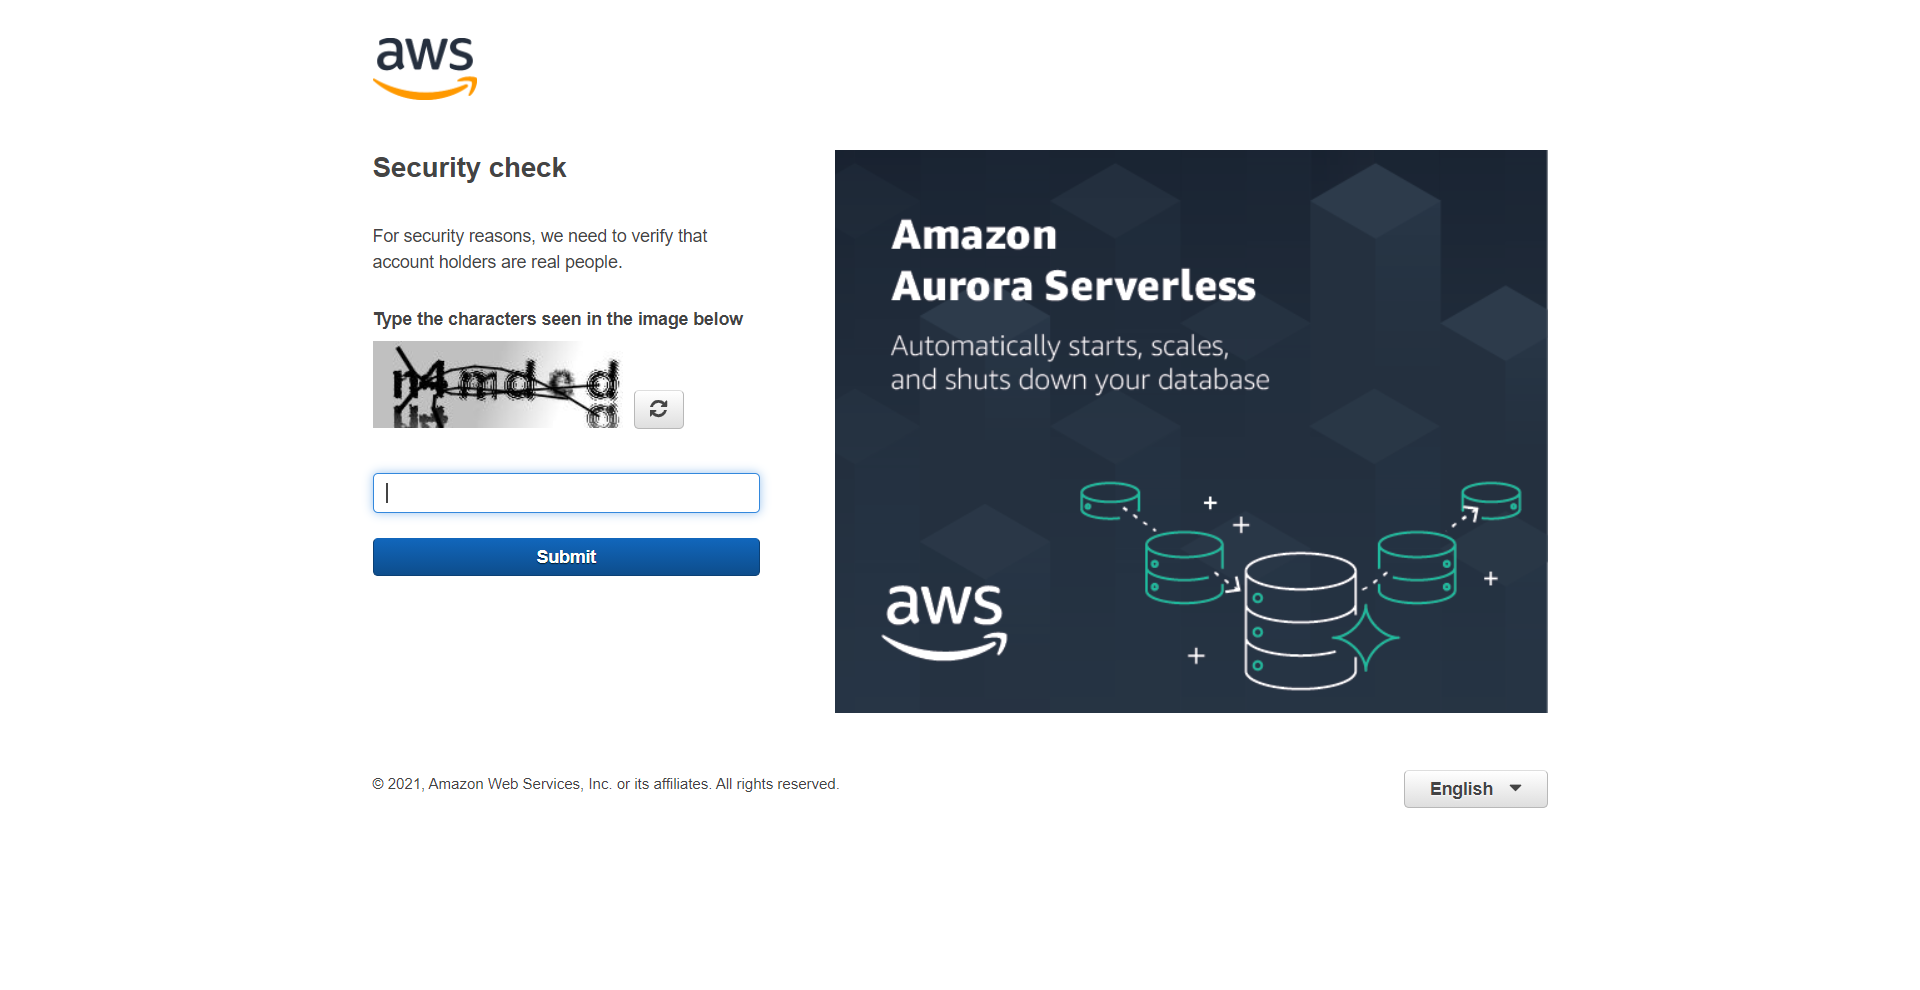 aws
Security check
For security reasons, we need to verify that
account holders are real people.
Type the characters seen in the image below
Submit
Amazon
Aurora Serverless
Automatically starts, scales,
and shuts down your database
aws
© 2021, Amazon Web Services, Inc. or its affiliates. All rights reserved.
English